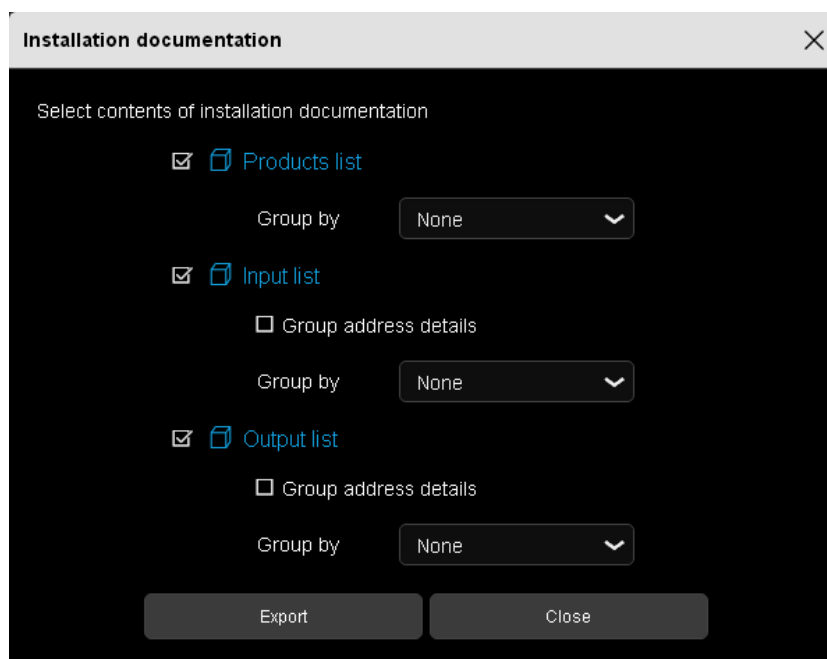 Installation documentation
Select contents of installation documentation
Products list
Group by None
Input list
Group address details
Group by None
Output list
Group address details
Group by None
Export Close